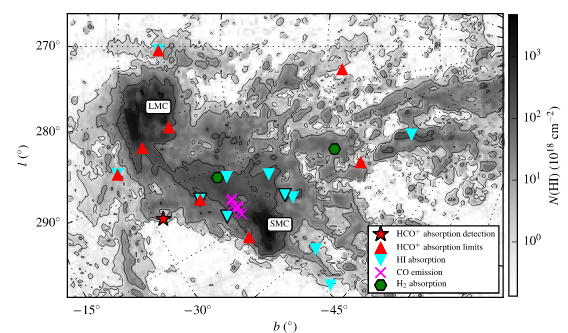 270°
280°
290°
l (°)
−15°
−30°
−45°
b (°)
LMC
SMC
HCO⁺ absorption detection
HCO⁺ absorption limits
HI absorption
CO emission
H₂ absorption
10³
10²
10¹
10⁰
N(HI) (10¹⁸ cm⁻²)